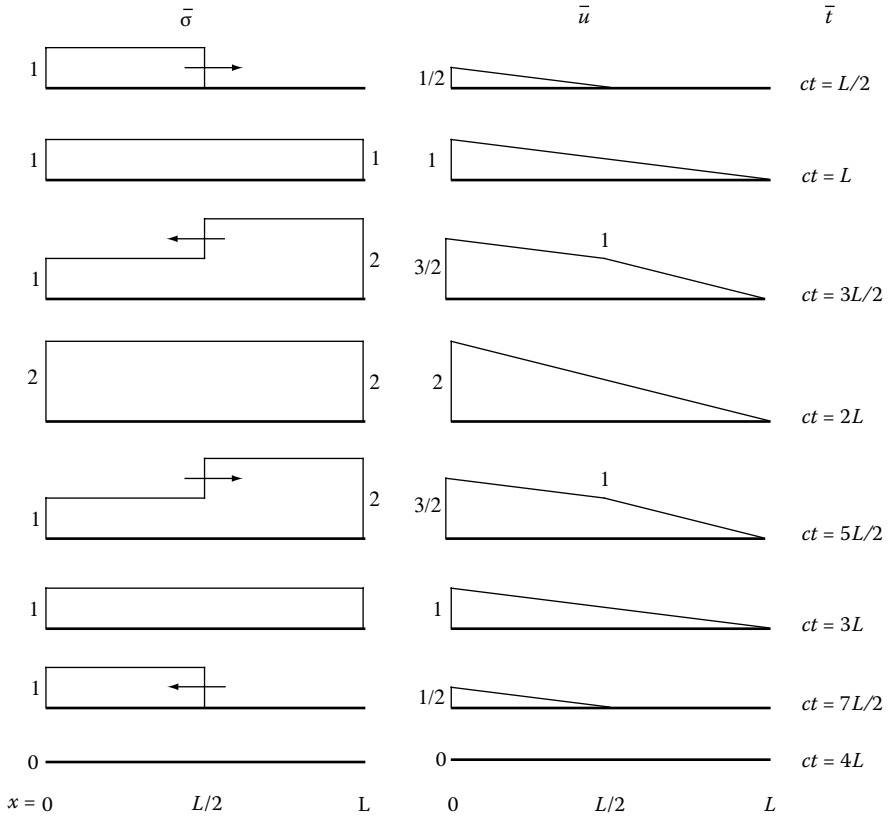 σ̄ ū t̄
1 1/2 ct = L/2
1 1 1 ct = L
1 2 3/2 1 ct = 3L/2
2 2 2 ct = 2L
1 2 3/2 1 ct = 5L/2
1 1 ct = 3L
1 1/2 ct = 7L/2
0 0 ct = 4L
x = 0 L/2 L 0 L/2 L